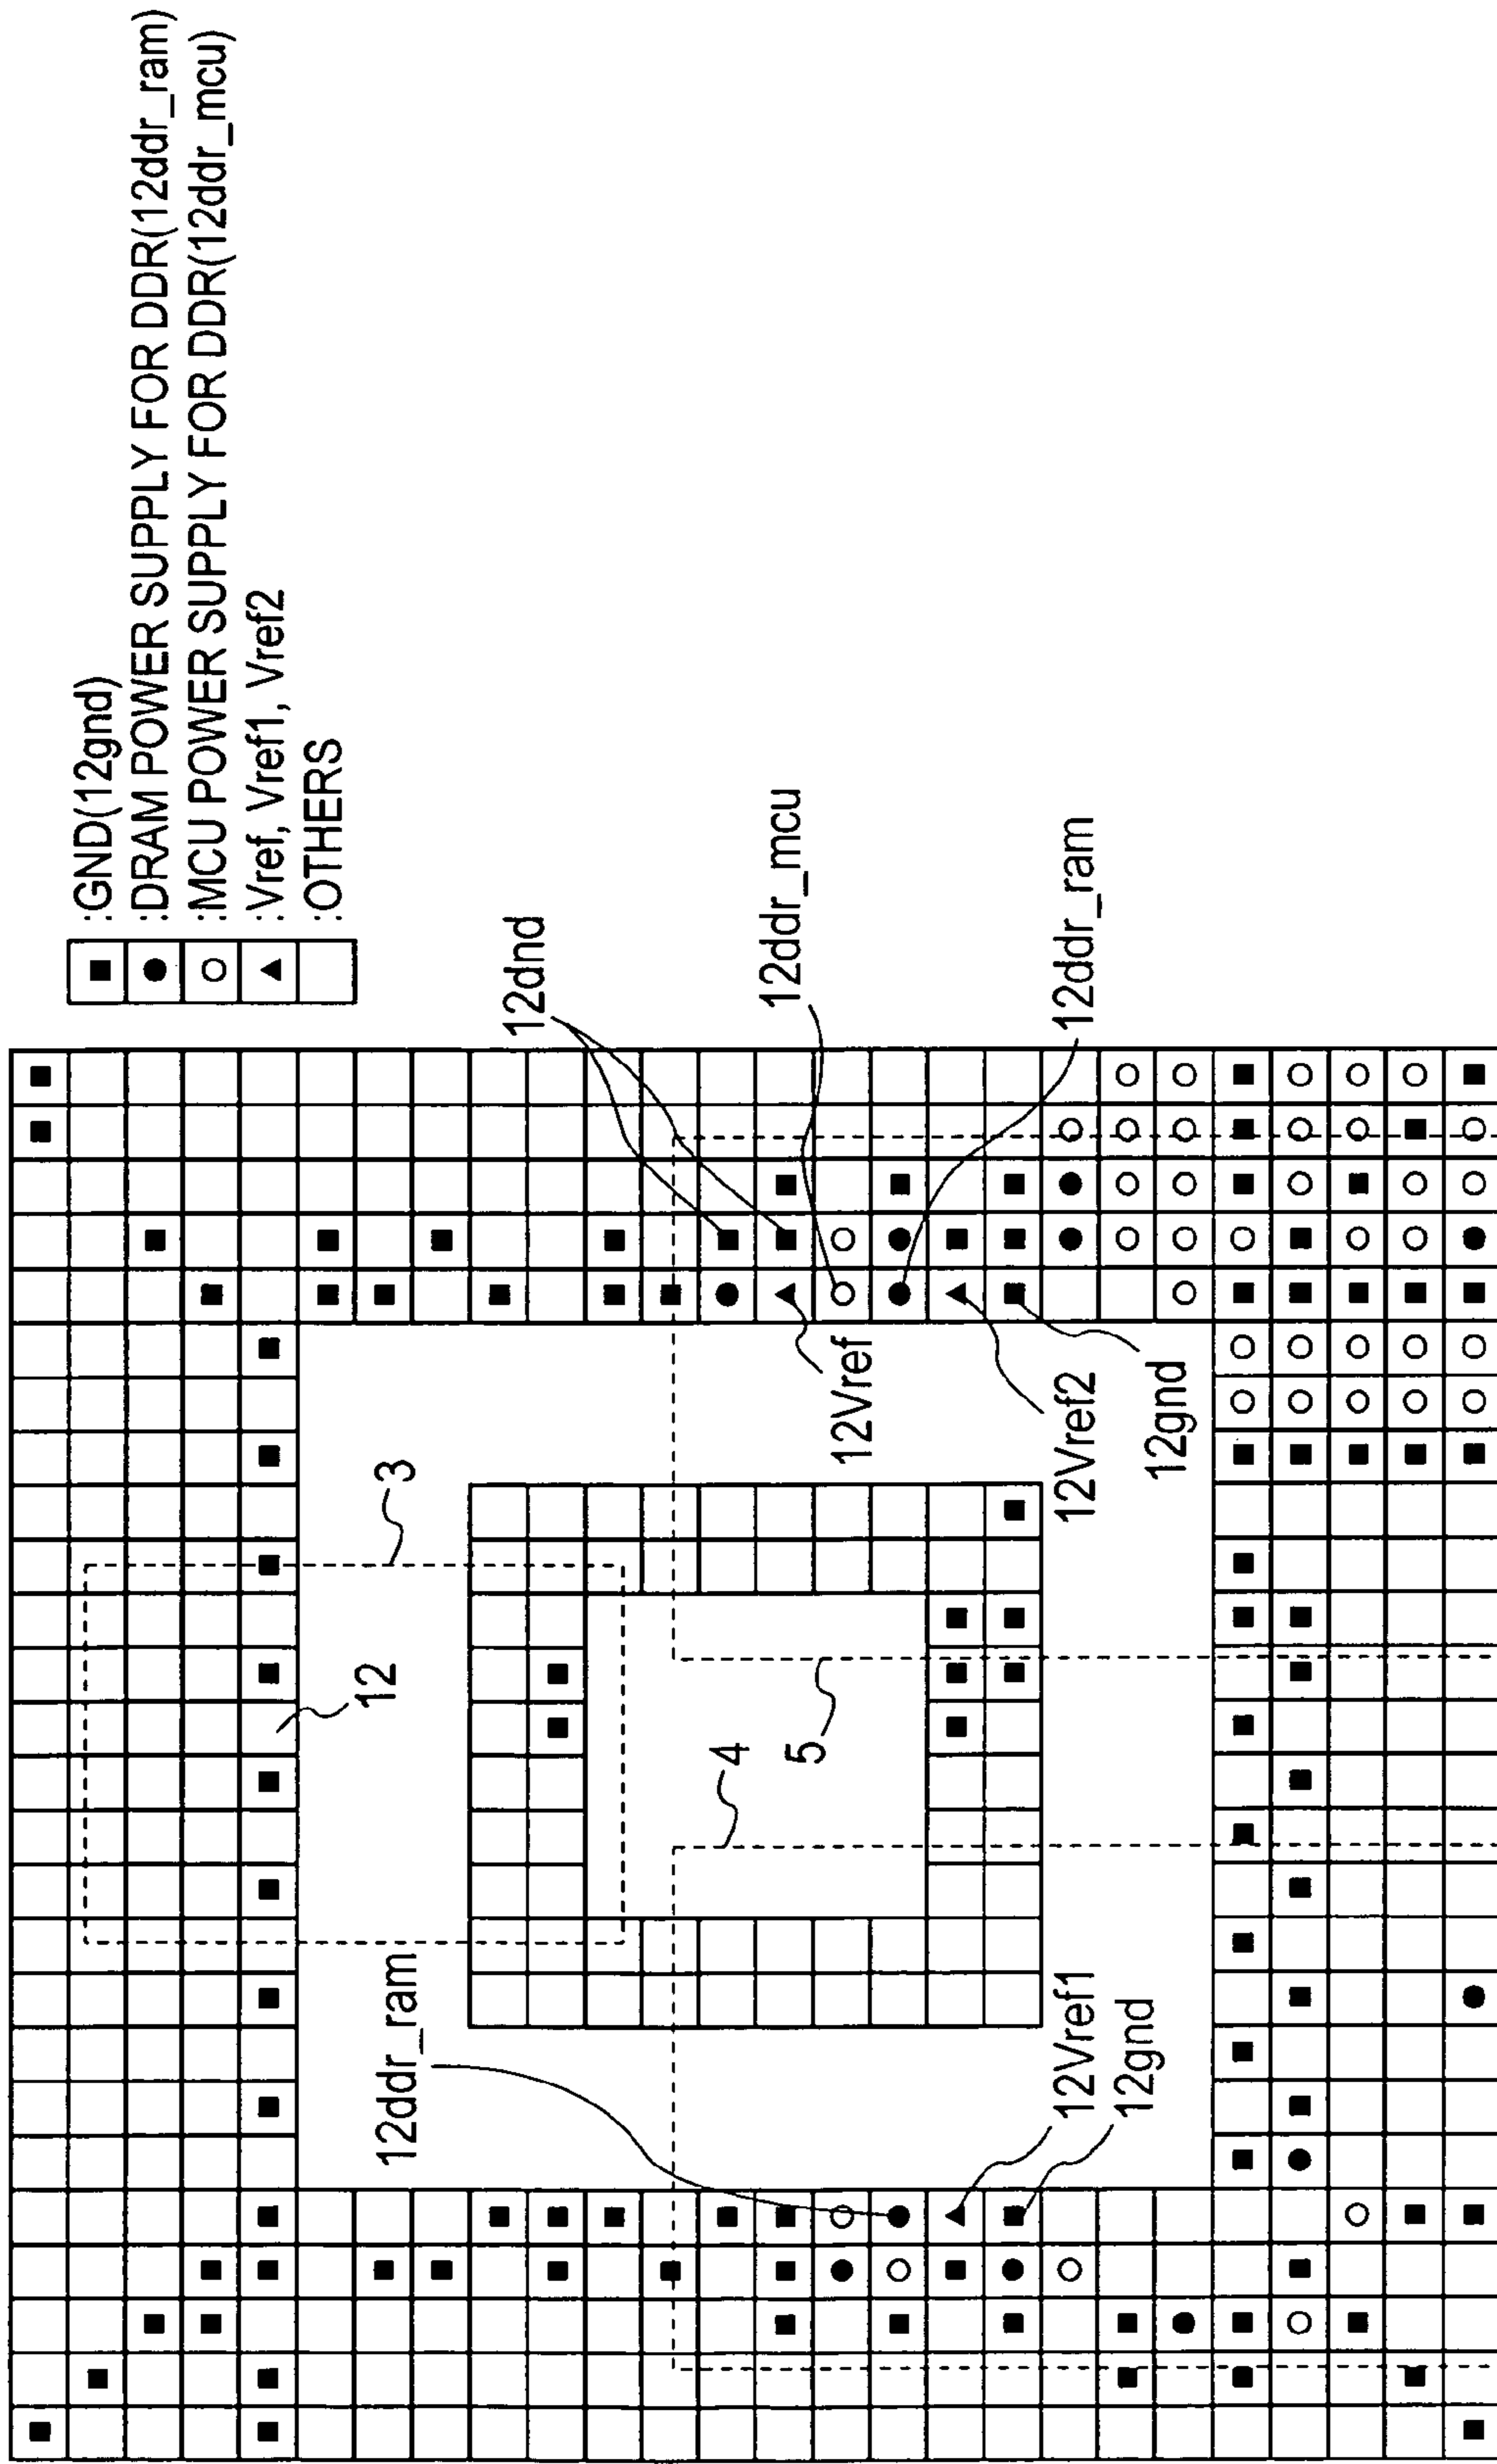 :GND(12gnd)
:DRAM POWER SUPPLY FOR DDR(12ddr_ram)
:MCU POWER SUPPLY FOR DDR(12ddr_mcu)
:Vref, Vref1, Vref2
:OTHERS
12dnd
12ddr_mcu
12ddr_ram
12Vref
12Vref2
12gnd
3
12
5
4
12ddr_ram
12Vref1
12gnd